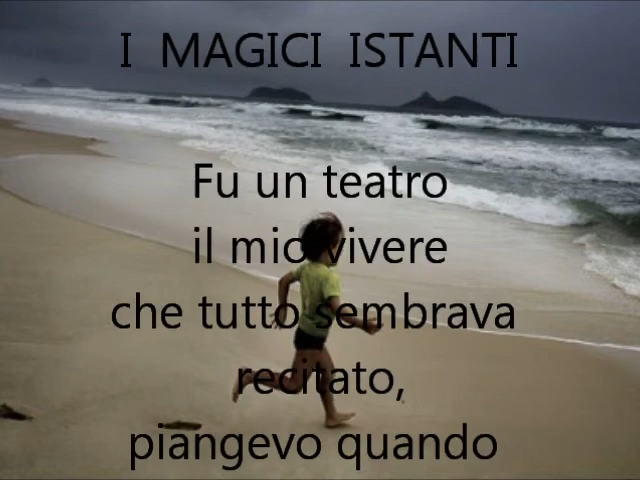 I MAGICI ISTANTI
Fu un teatro
il mio vivere
che tutto sembrava
recitato,
piangevo quando